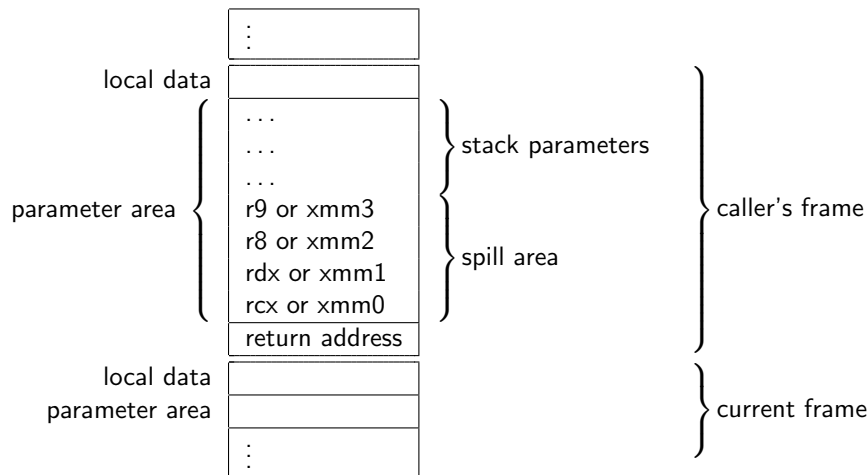 ⋮
local data
. . .
. . . stack parameters
. . .
parameter area r9 or xmm3 caller's frame
r8 or xmm2
rdx or xmm1 spill area
rcx or xmm0
return address
local data
parameter area current frame
⋮